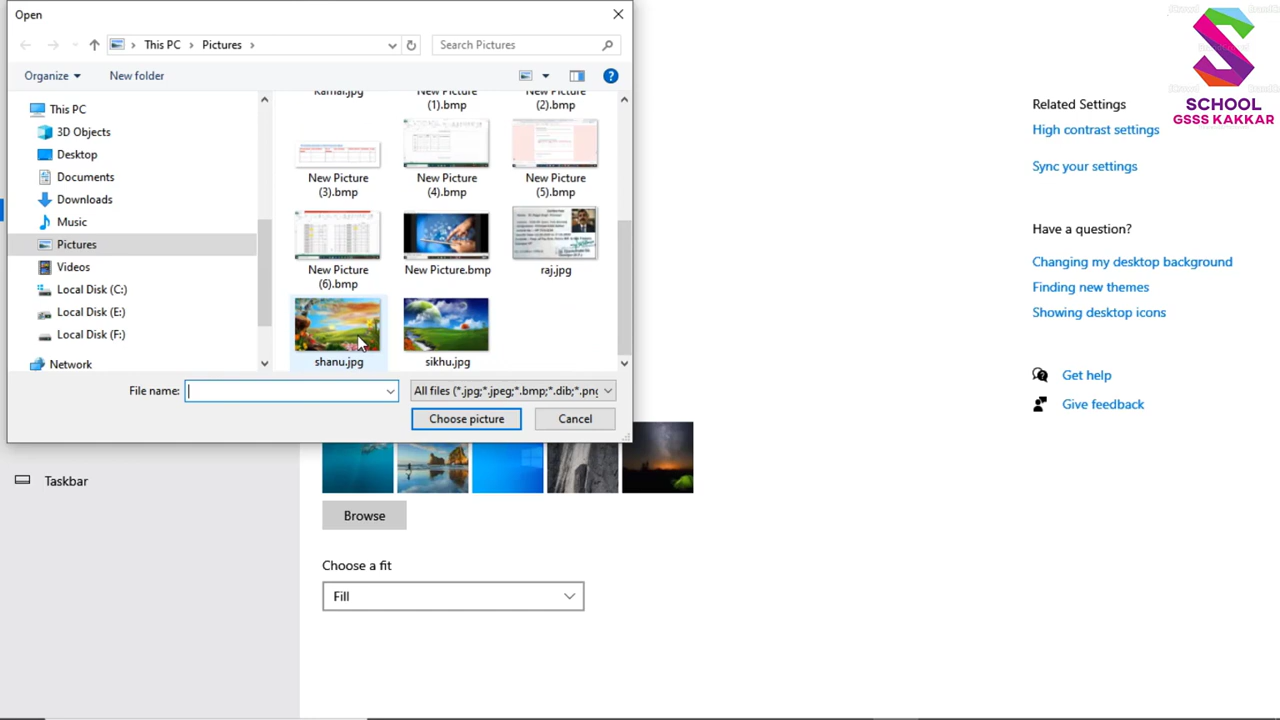 Open
This PC > Pictures >
Search Pictures
Organize
New folder
This PC
3D Objects
Desktop
Documents
Downloads
Music
Pictures
Videos
Local Disk (C:)
Local Disk (E:)
Local Disk (F:)
Network
Kamal.jpg
New Picture
(1).bmp
New Picture
(2).bmp
New Picture
(3).bmp
New Picture
(4).bmp
New Picture
(5).bmp
New Picture
(6).bmp
New Picture.bmp
raj.jpg
shanu.jpg
sikhu.jpg
File name:
All files (*.jpg;*.jpeg;*.bmp;*.dib;*.png
Choose picture
Cancel
Taskbar
Browse
Choose a fit
Fill
SCHOOL
GSSS KAKKAR
Related Settings
High contrast settings
Sync your settings
Have a question?
Changing my desktop background
Finding new themes
Showing desktop icons
Get help
Give feedback